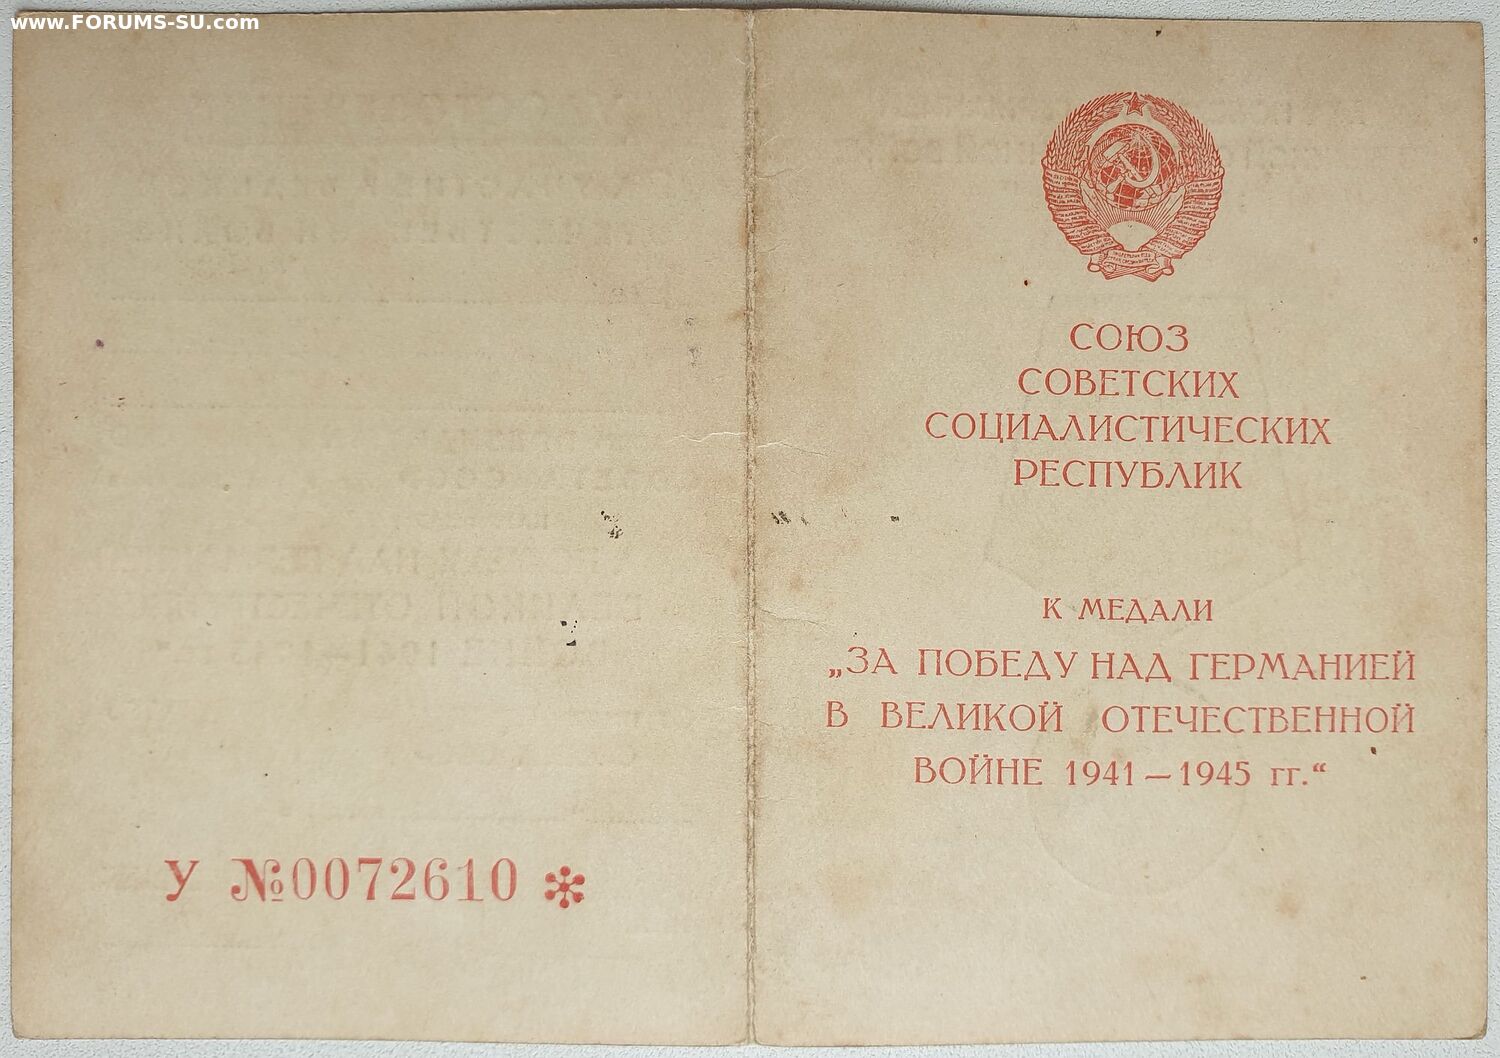 www.FORUMS-SU.com
СОЮЗ
СОВЕТСКИХ
СОЦИАЛИСТИЧЕСКИХ
РЕСПУБЛИК
К МЕДАЛИ
„ЗА ПОБЕДУ НАД ГЕРМАНИЕЙ
В ВЕЛИКОЙ ОТЕЧЕСТВЕННОЙ
ВОЙНЕ 1941 — 1945 гг.“
У №0072610 *